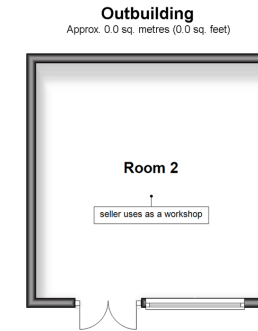 Outbuilding
Approx. 0.0 sq. metres (0.0 sq. feet)
Room 2
seller uses as a workshop